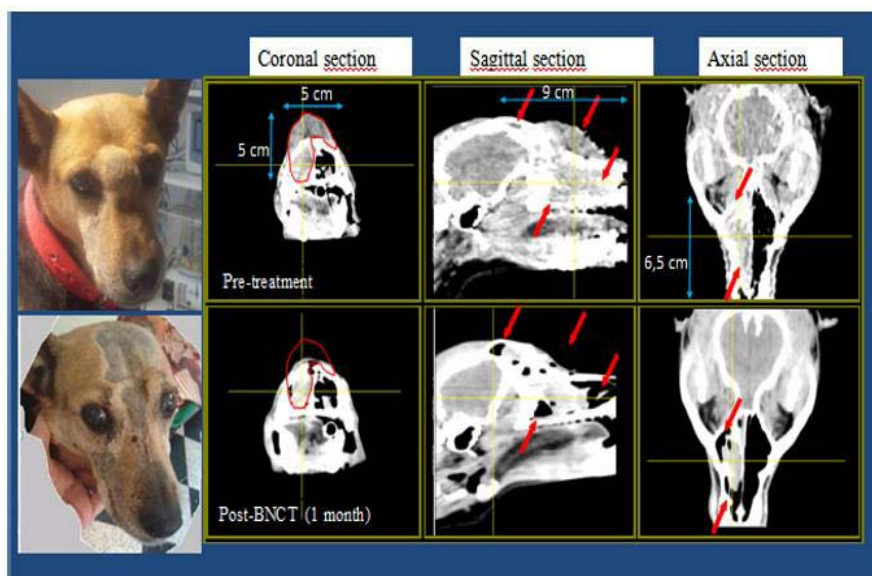 Coronal section
Sagittal section
Axial section
5 cm
9 cm
5 cm
6,5 cm
Pre-treatment
Post-BNCT (1 month)